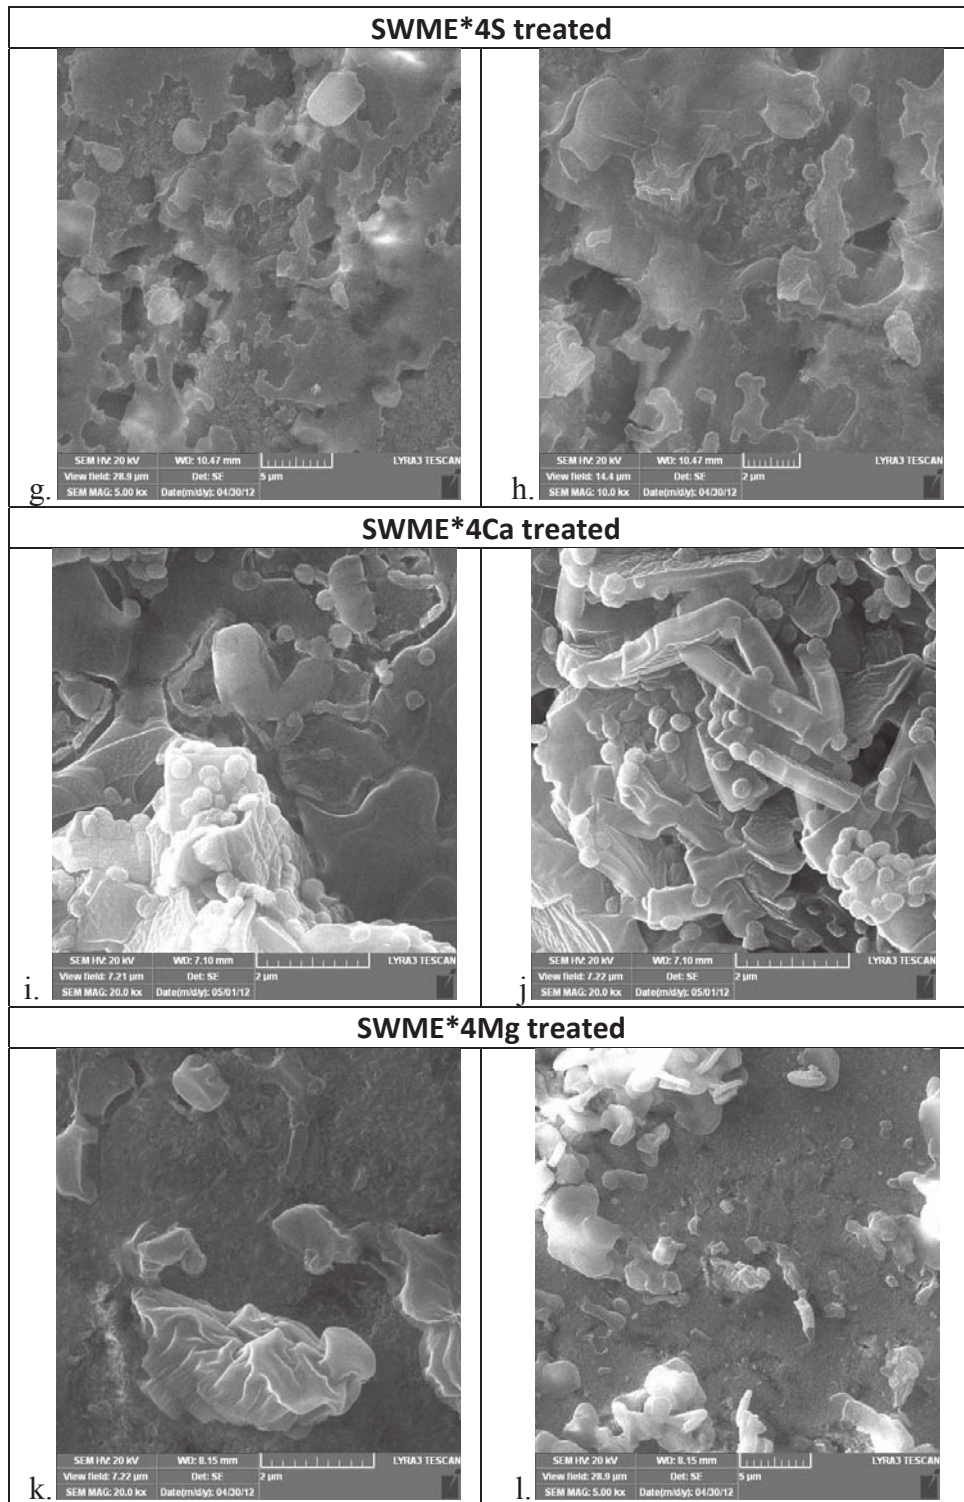 SWME*4S treated
SEM HV: 20 kV WD: 10.47 mm LYRA3 TESCAN
View field: 28.9 µm Det: SE 5 µm
SEM MAG: 5.00 kx Date(m/d/y): 04/30/12
g.
SEM HV: 20 kV WD: 10.47 mm LYRA3 TESCAN
View field: 14.4 µm Det: SE 2 µm
SEM MAG: 10.0 kx Date(m/d/y): 04/30/12
h.
SWME*4Ca treated
SEM HV: 20 kV WD: 7.10 mm LYRA3 TESCAN
View field: 7.21 µm Det: SE 2 µm
SEM MAG: 20.0 kx Date(m/d/y): 05/01/12
i.
SEM HV: 20 kV WD: 7.10 mm LYRA3 TESCAN
View field: 7.22 µm Det: SE 2 µm
SEM MAG: 20.0 kx Date(m/d/y): 05/01/12
j
SWME*4Mg treated
SEM HV: 20 kV WD: 8.15 mm LYRA3 TESCAN
View field: 7.22 µm Det: SE 2 µm
SEM MAG: 20.0 kx Date(m/d/y): 04/30/12
k.
SEM HV: 20 kV WD: 8.15 mm LYRA3 TESCAN
View field: 28.9 µm Det: SE 5 µm
SEM MAG: 5.00 kx Date(m/d/y): 04/30/12
l.